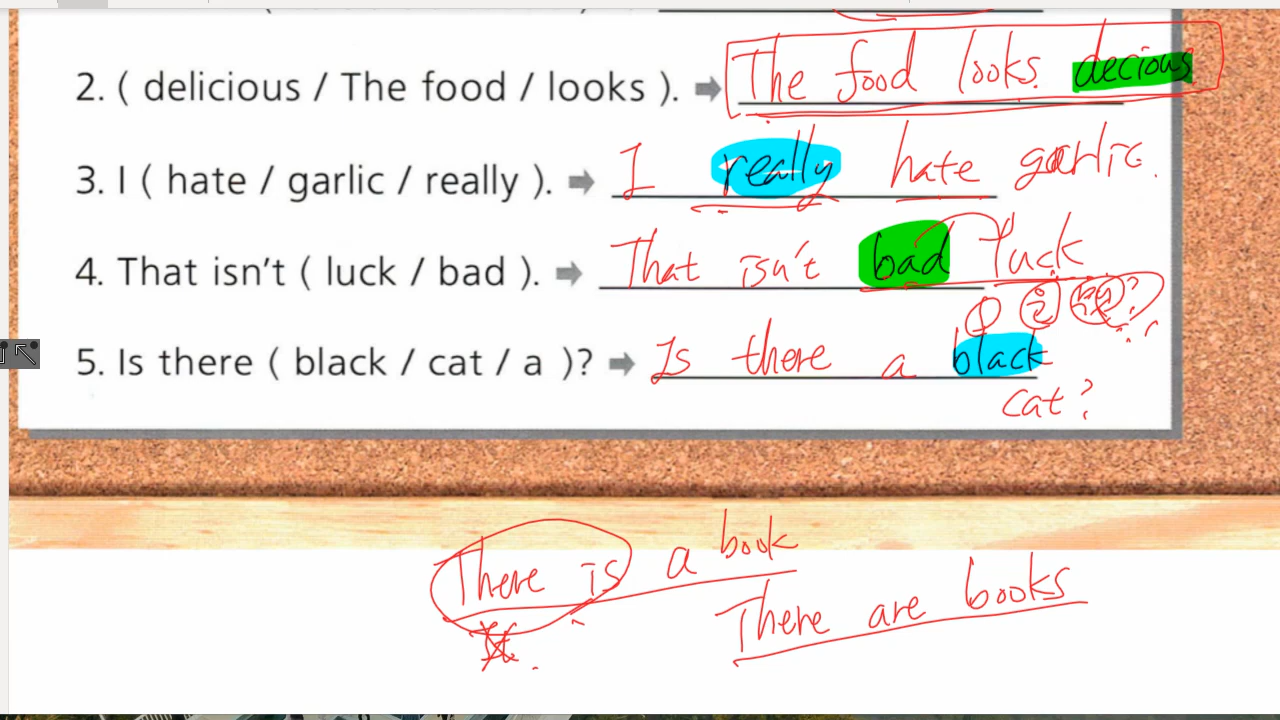 2. ( delicious / The food / looks ). ➡ The food looks decious
3. I ( hate / garlic / really ). ➡ I really hate garlic.
4. That isn't ( luck / bad ). ➡ That isn't bad luck
5. Is there ( black / cat / a )? ➡ Is there a black
cat?
There is a book
There are books